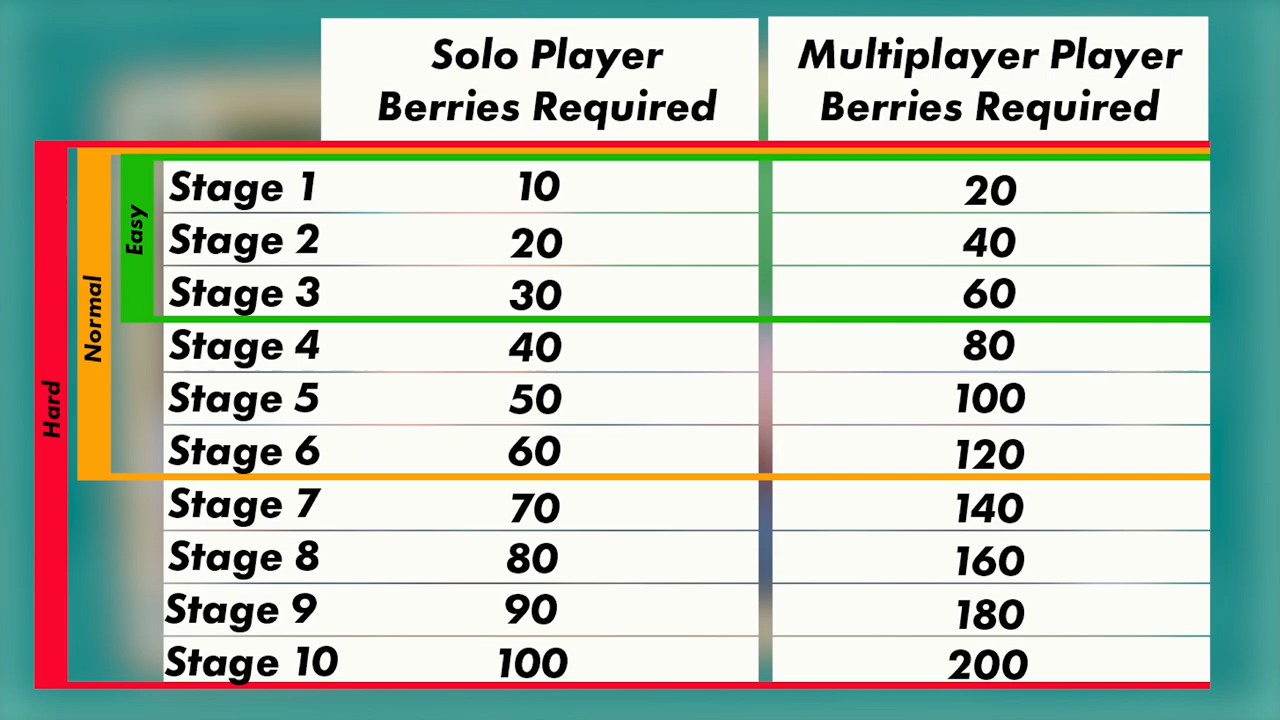 Solo Player
Berries Required
Multiplayer Player
Berries Required
Hard
Normal
Easy
Stage 1 10 20
Stage 2 20 40
Stage 3 30 60
Stage 4 40 80
Stage 5 50 100
Stage 6 60 120
Stage 7 70 140
Stage 8 80 160
Stage 9 90 180
Stage 10 100 200